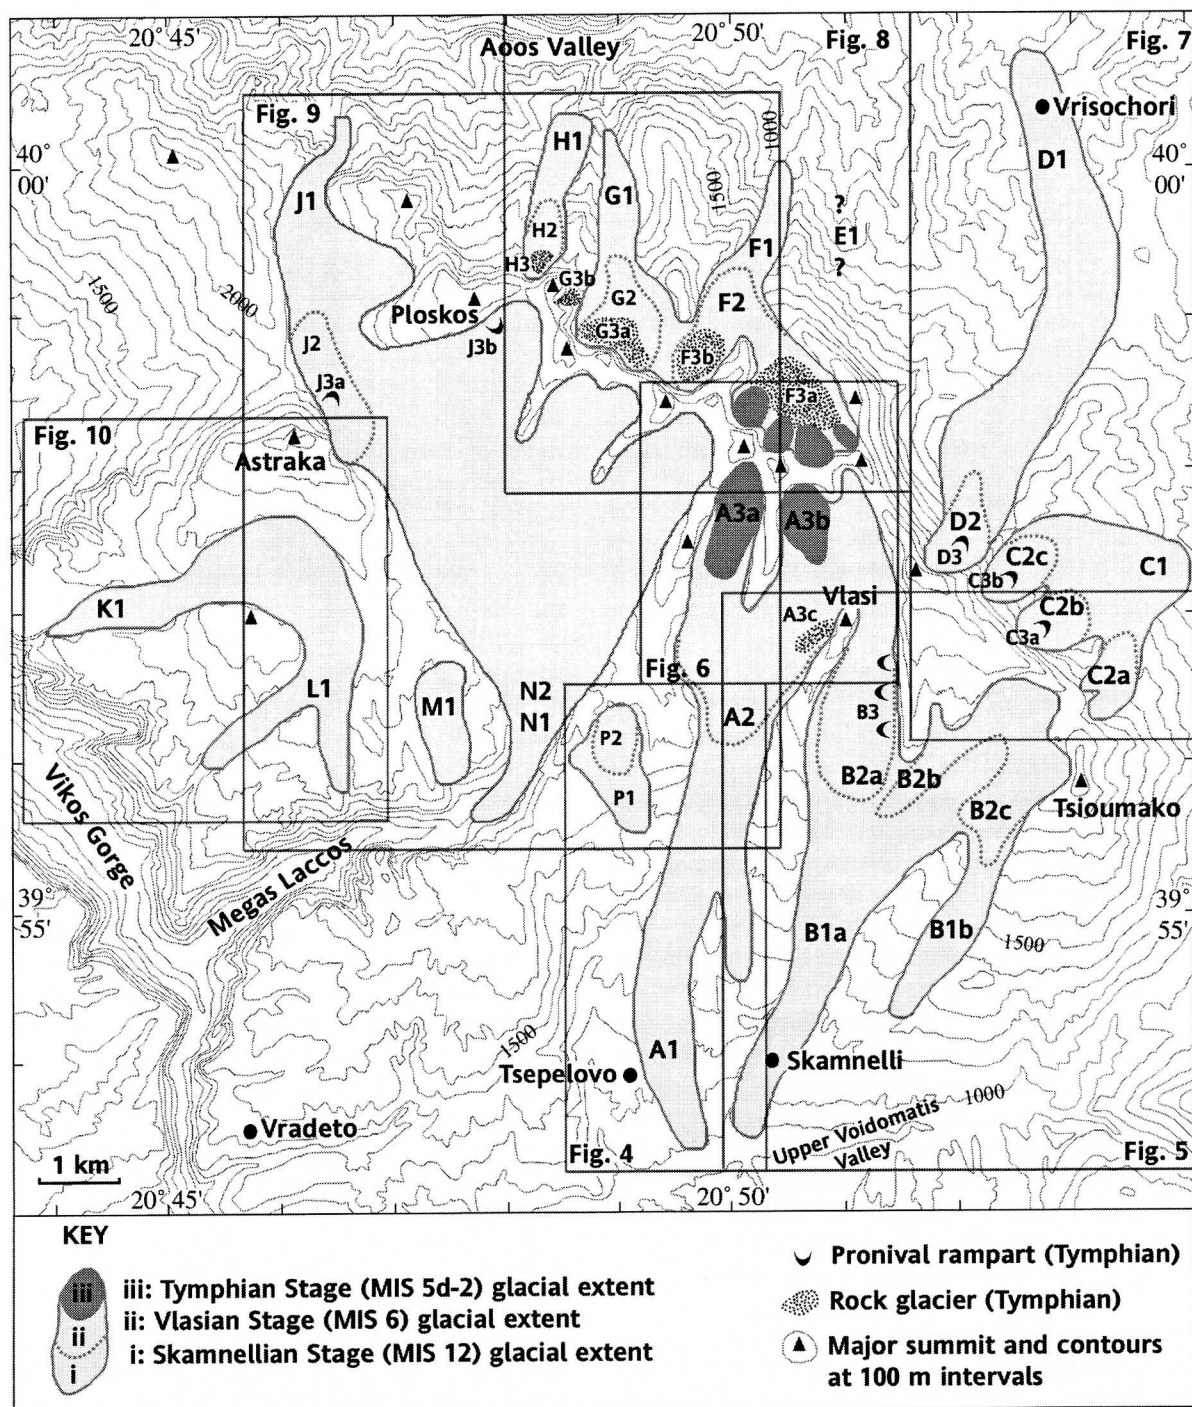 20°45'
Aoos Valley
20°50'
Fig. 8
Fig. 7
Fig. 9
1000
Vrisochori
H1
D1
40°
00'
40°
00'
G1
1500
J1
?
E1
?
H2
F1
H3
G3b
G2
F2
1500
2000
Ploskos
J3b
G3a
F3b
J2
J3a
F3a
Fig. 10
Astraka
A3a
A3b
D2
D3
C2c
C3b
C1
K1
Vlasi
A3c
C2b
C3a
Fig. 6
C2a
L1
M1
N2
N1
A2
B3
P2
B2a
B2b
P1
B2c
Tsioumako
Vikos Gorge
Megas Laccos
39°
55'
39°
55'
B1a
B1b
1500
1500
A1
Tsepelovo
Skamnelli
1000
Vradeto
Upper Voidomatis
Valley
1 km
Fig. 4
Fig. 5
20°45'
20°50'
KEY
iii
ii
i
iii: Tymphian Stage (MIS 5d-2) glacial extent
ii: Vlasian Stage (MIS 6) glacial extent
i: Skamnellian Stage (MIS 12) glacial extent
Pronival rampart (Tymphian)
Rock glacier (Tymphian)
Major summit and contours
at 100 m intervals